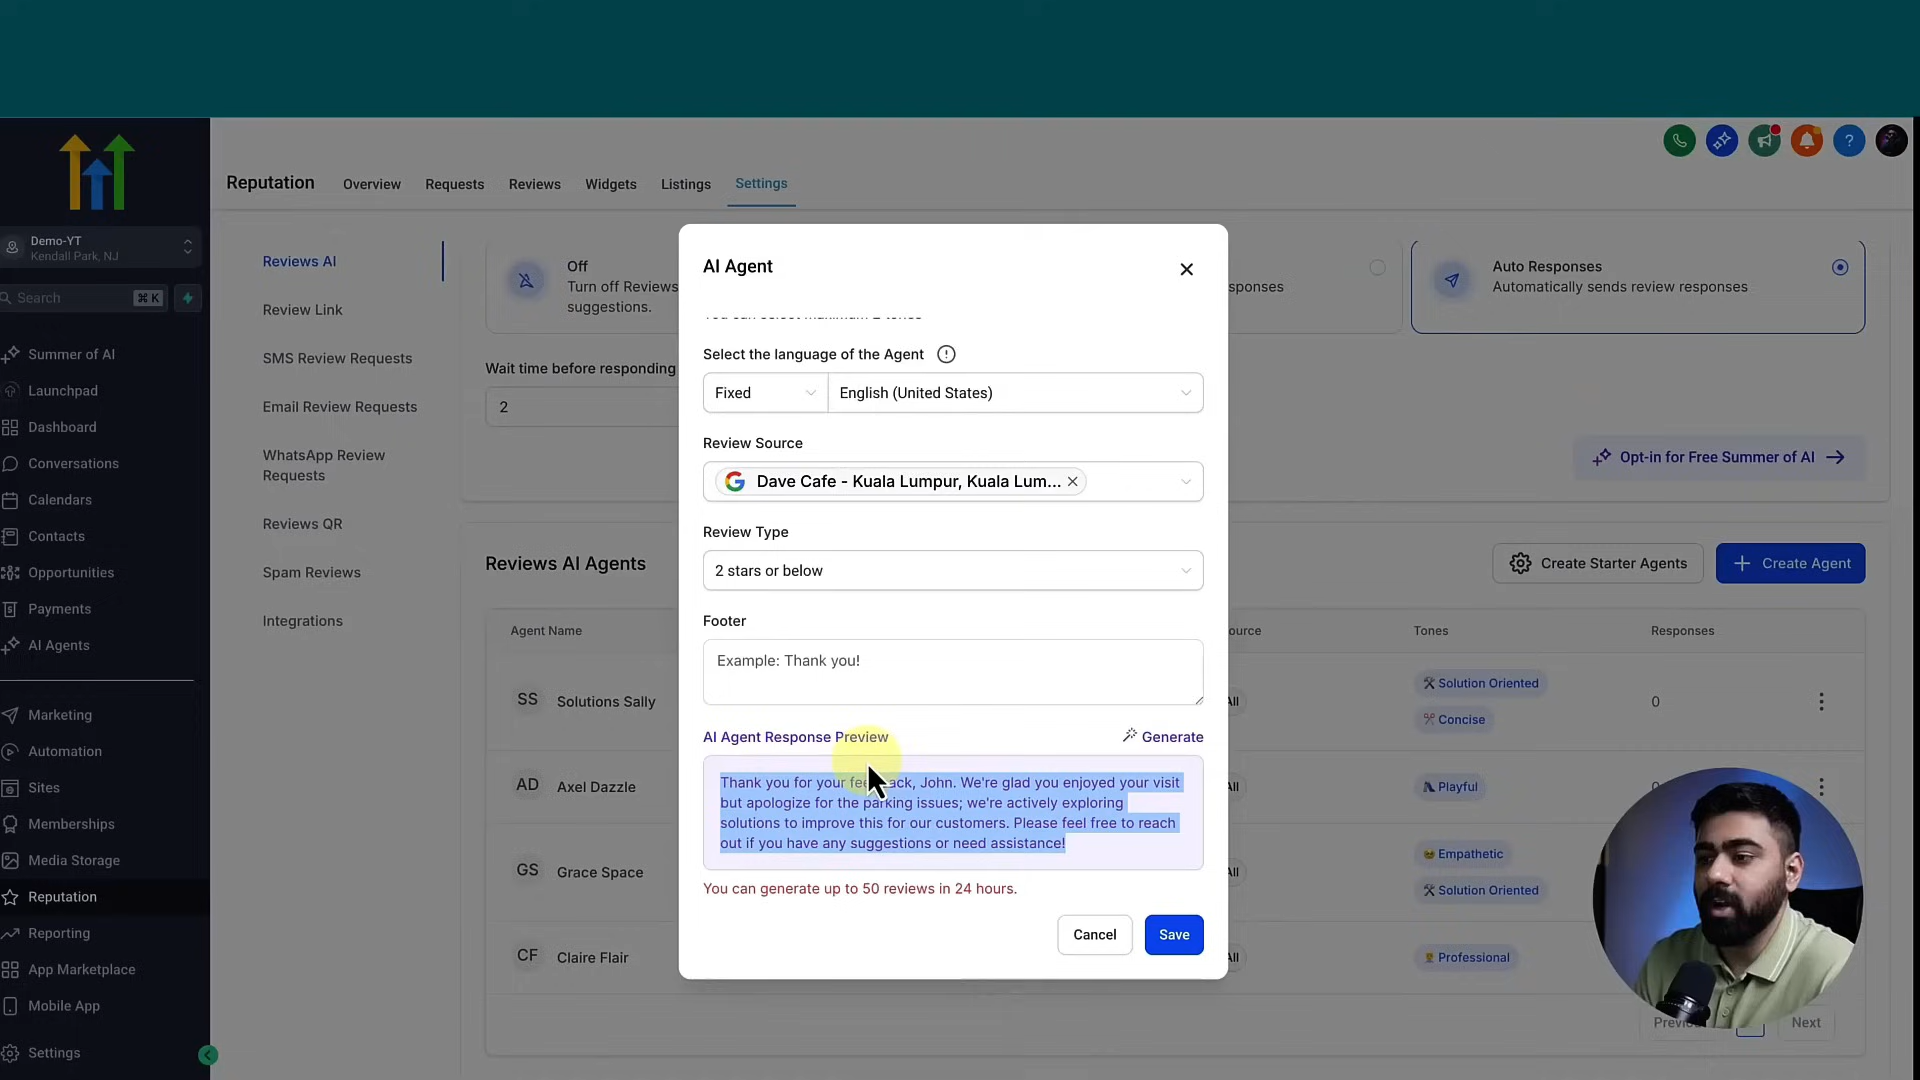 Reputation
Overview
Requests
Reviews
Widgets
Listings
Settings
Demo-YT
Kendall Park, NJ
Search
⌘ K
Summer of AI
Launchpad
Dashboard
Conversations
Calendars
Contacts
Opportunities
Payments
AI Agents
Marketing
Automation
Sites
Memberships
Media Storage
Reputation
Reporting
App Marketplace
Mobile App
Settings
Reviews AI
Review Link
SMS Review Requests
Email Review Requests
WhatsApp Review
Requests
Reviews QR
Spam Reviews
Integrations
Off
Turn off Reviews
suggestions.
sponses
Auto Responses
Automatically sends review responses
Wait time before responding
2
Opt-in for Free Summer of AI
Reviews AI Agents
Create Starter Agents
+ Create Agent
Agent Name
ource
Tones
Responses
SS
Solutions Sally
All
Solution Oriented
Concise
0
AD
Axel Dazzle
All
Playful
GS
Grace Space
All
Empathetic
Solution Oriented
CF
Claire Flair
All
Professional
Next
AI Agent
You can select maximum 2 tones
Select the language of the Agent
Fixed
English (United States)
Review Source
Dave Cafe - Kuala Lumpur, Kuala Lum...
Review Type
2 stars or below
Footer
Example: Thank you!
AI Agent Response Preview
Generate
Thank you for your feedback, John. We're glad you enjoyed your visit
but apologize for the parking issues; we're actively exploring
solutions to improve this for our customers. Please feel free to reach
out if you have any suggestions or need assistance!
You can generate up to 50 reviews in 24 hours.
Cancel
Save